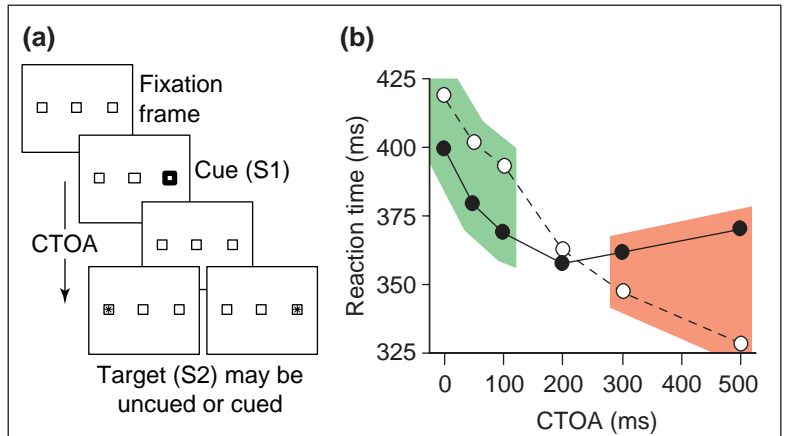 (a)
Fixation
frame
Cue (S1)
CTOA
Target (S2) may be
uncued or cued
(b)
Reaction time (ms)
425
400
375
350
325
0 100 200 300 400 500
CTOA (ms)